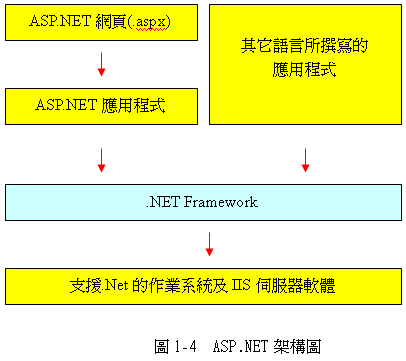 ASP.NET 網頁(.aspx)
其它語言所撰寫的
應用程式
ASP.NET 應用程式
.NET Framework
支援.Net 的作業系統及 IIS 伺服器軟體
圖 1-4 ASP.NET 架構圖